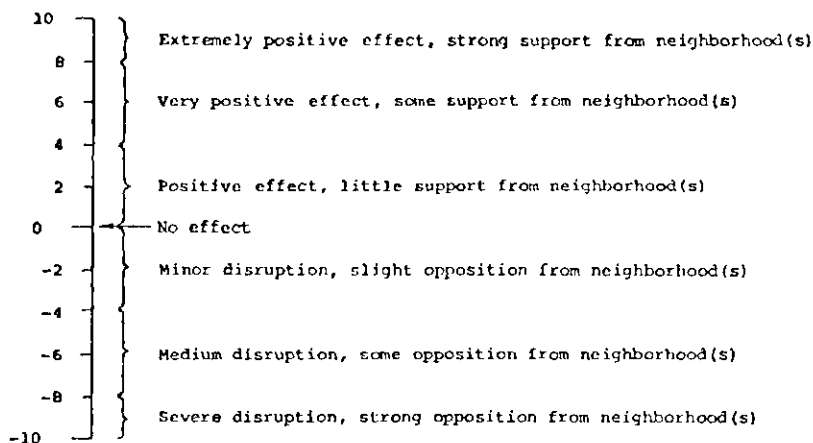 10
Extremely positive effect, strong support from neighborhood(s)
8
6 Very positive effect, some support from neighborhood(s)
4
2 Positive effect, little support from neighborhood(s)
0 No effect
-2 Minor disruption, slight opposition from neighborhood(s)
-4
-6 Medium disruption, some opposition from neighborhood(s)
-8
Severe disruption, strong opposition from neighborhood(s)
-10